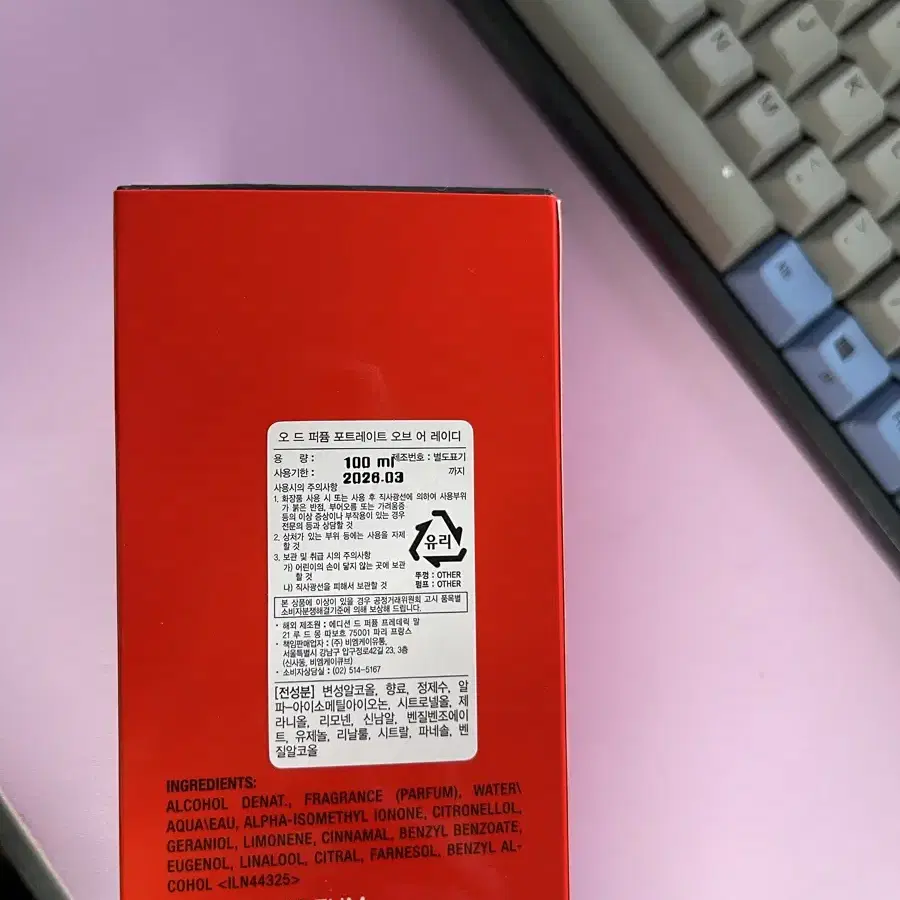 오 드 퍼퓸 포트레이트 오브 어 레이디
용 량 : 100 ml 제조번호 : 별도표기
사용기한 : 2026.03 까지
사용시의 주의사항
1. 화장품 사용 시 또는 사용 후 직사광선에 의하여 사용부위
가 붉은 반점, 부어오름 또는 가려움증
등의 이상 증상이나 부작용이 있는 경우
전문의 등과 상담할 것
2. 상처가 있는 부위 등에는 사용을 자제
할 것
3. 보관 및 취급 시의 주의사항
가) 어린이의 손이 닿지 않는 곳에 보관
할 것
나) 직사광선을 피해서 보관할 것
유리
뚜껑 : OTHER
펌프 : OTHER
본 상품에 이상이 있을 경우 공정거래위원회 고시 품목별
소비자분쟁해결기준에 의해 보상해 드립니다.
• 해외 제조원 : 에디션 드 퍼퓸 프레데릭 말
21 루 드 몽 따보흐 75001 파리 프랑스
• 책임판매업자 : (주) 비엠케이유통,
서울특별시 강남구 압구정로42길 23, 3층
(신사동, 비엠케이큐브)
• 소비자상담실 : (02) 514-5167
[전성분] 변성알코올, 향료, 정제수, 알
파-아이소메틸아이오논, 시트로넬올, 제
라니올, 리모넨, 신남알, 벤질벤조에이
트, 유제놀, 리날룰, 시트랄, 파네솔, 벤
질알코올
INGREDIENTS:
ALCOHOL DENAT., FRAGRANCE (PARFUM), WATER\
AQUA\EAU, ALPHA-ISOMETHYL IONONE, CITRONELLOL,
GERANIOL, LIMONENE, CINNAMAL, BENZYL BENZOATE,
EUGENOL, LINALOOL, CITRAL, FARNESOL, BENZYL AL-
COHOL <ILN44325>
N
J
M
K